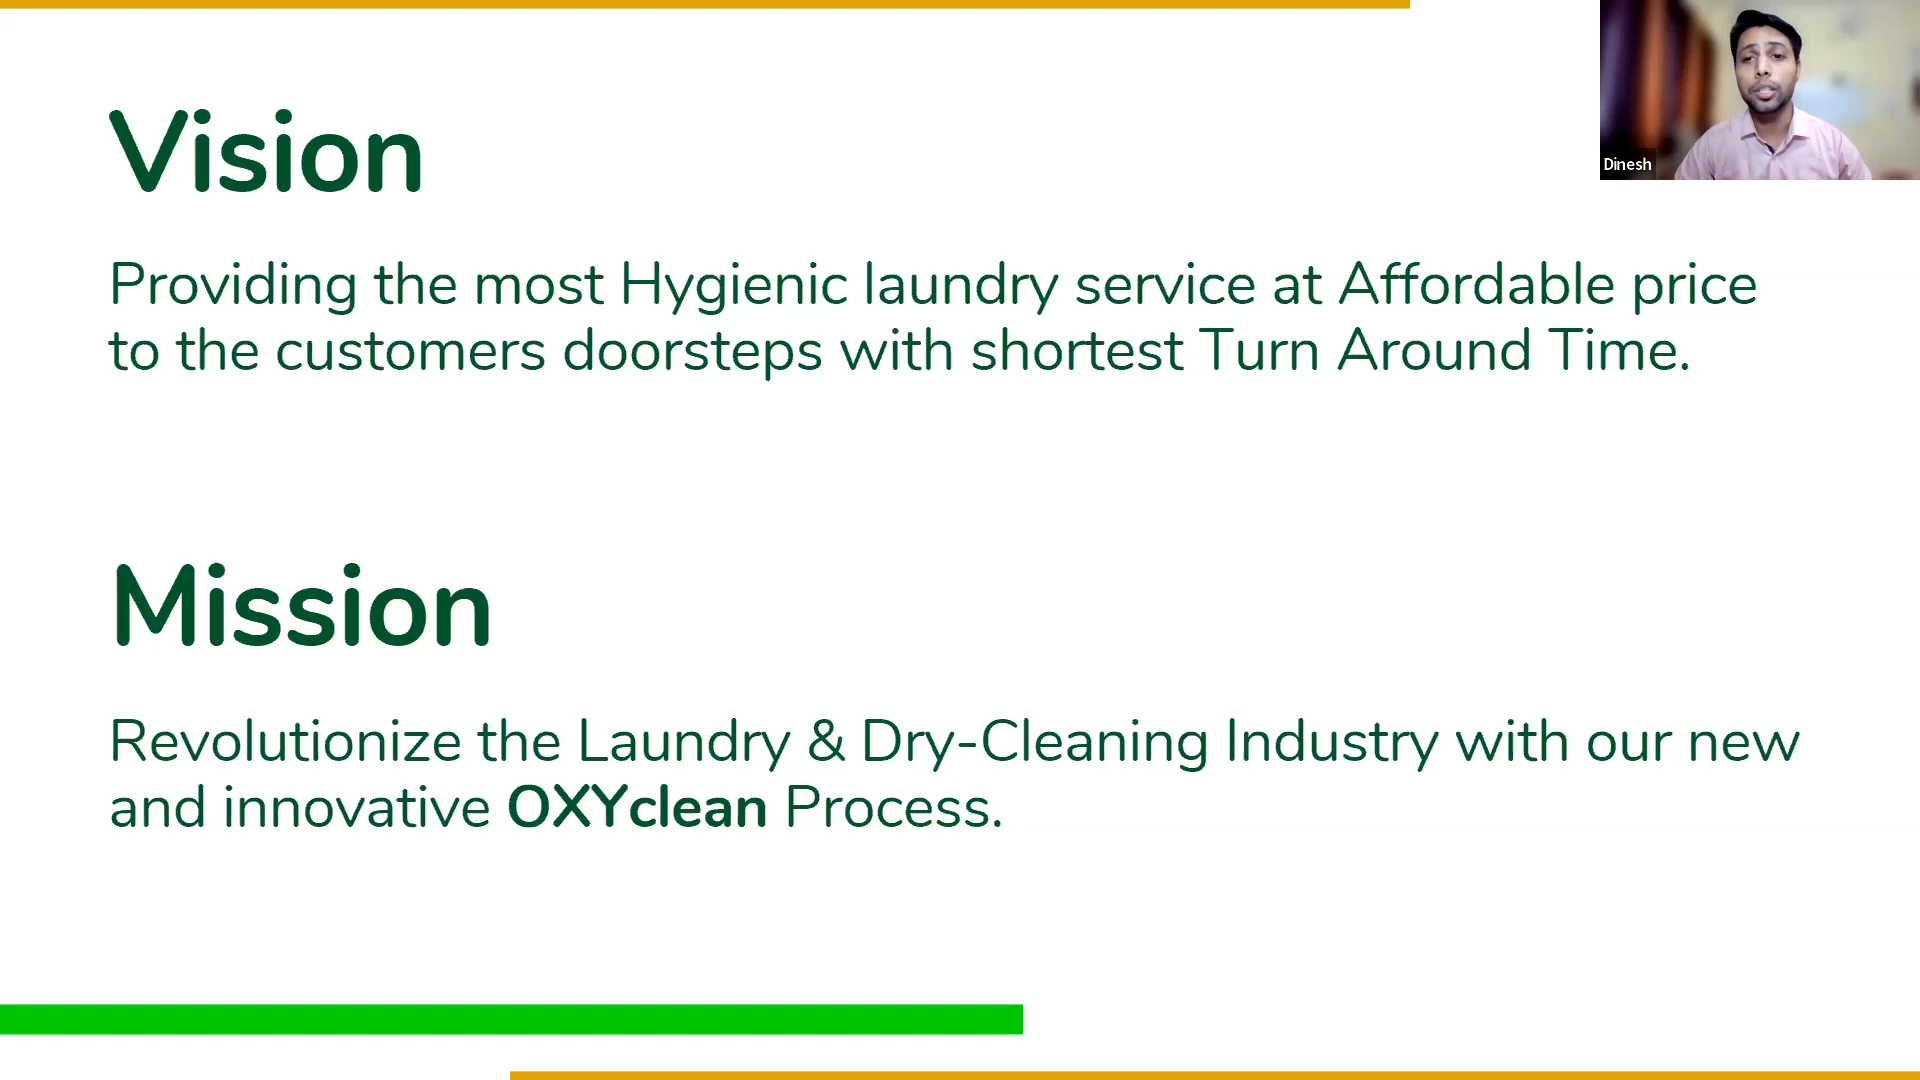 Vision
Providing the most Hygienic laundry service at Affordable price
to the customers doorsteps with shortest Turn Around Time.
Mission
Revolutionize the Laundry & Dry-Cleaning Industry with our new
and innovative OXYclean Process.
Dinesh